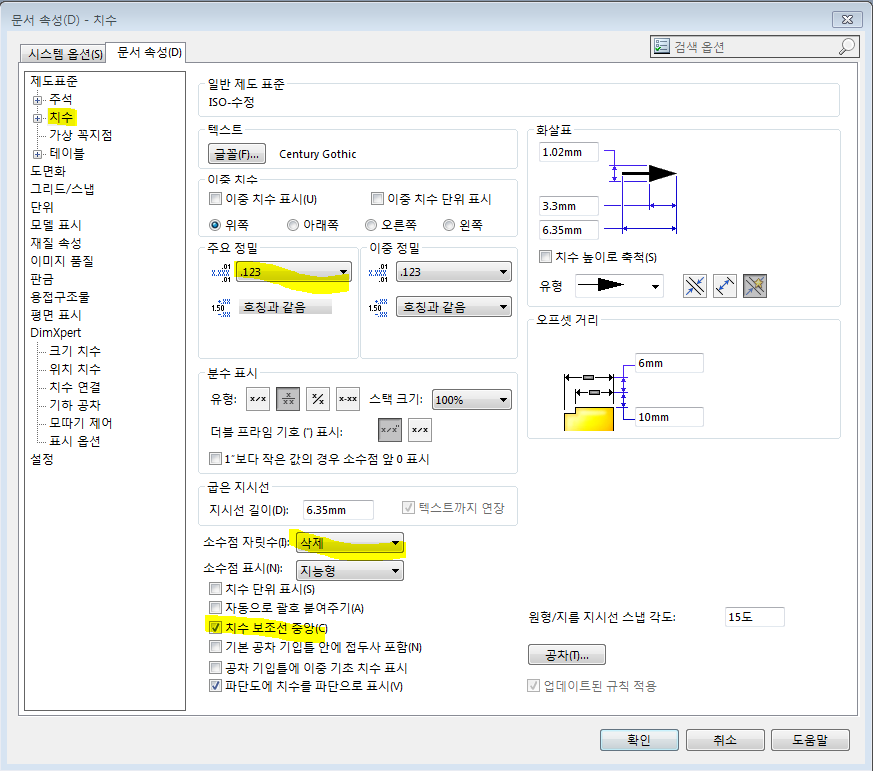 문서 속성(D) - 치수
시스템 옵션(S) 문서 속성(D)
검색 옵션
제도표준
주석
치수
가상 꼭지점
테이블
도면화
그리드/스냅
단위
모델 표시
재질 속성
이미지 품질
판금
용접구조물
평면 표시
DimXpert
크기 치수
위치 치수
치수 연결
기하 공차
모따기 제어
표시 옵션
설정
일반 제도 표준
ISO-수정
텍스트
글꼴(F)... Century Gothic
이중 치수
이중 치수 표시(U) 이중 치수 단위 표시
위쪽 아래쪽 오른쪽 왼쪽
주요 정밀
.01
x.xxx
.01
.123
+.xx
1.50
-.xx
호칭과 같음
이중 정밀
.01
x.xxx
.01
.123
+.xx
1.50
-.xx
호칭과 같음
분수 표시
유형: x/x x/xx x/x x-xx 스택 크기: 100%
더블 프라임 기호 (") 표시: x/x" x/x
1"보다 작은 값의 경우 소수점 앞 0 표시
굽은 지시선
지시선 길이(D): 6.35mm 텍스트까지 연장
소수점 자릿수(I): 삭제
소수점 표시(N): 지능형
치수 단위 표시(S)
자동으로 괄호 붙여주기(A)
치수 보조선 중앙(C)
기본 공차 기입틀 안에 접두사 포함(N)
공차 기입틀에 이중 기초 치수 표시
파단도에 치수를 파단으로 표시(V)
화살표
1.02mm
3.3mm
6.35mm
치수 높이로 축척(S)
유형
오프셋 거리
6mm
10mm
원형/지름 지시선 스냅 각도: 15도
공차(T)...
업데이트된 규칙 적용
확인 취소 도움말